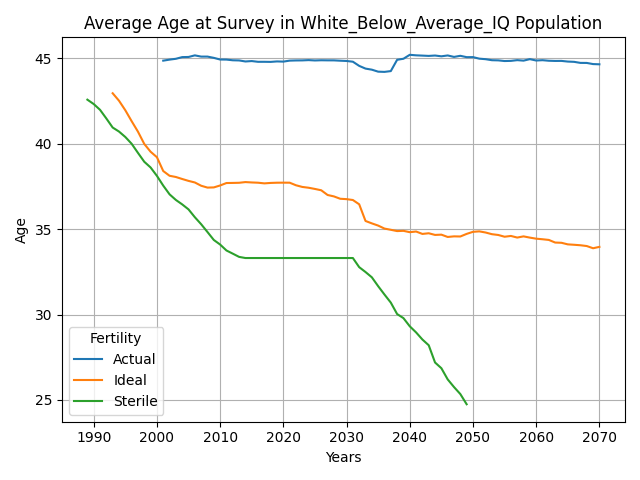 Average Age at Survey in White_Below_Average_IQ Population
Age
45
40
35
30
25
Fertility
Actual
Ideal
Sterile
1990 2000 2010 2020 2030 2040 2050 2060 2070
Years